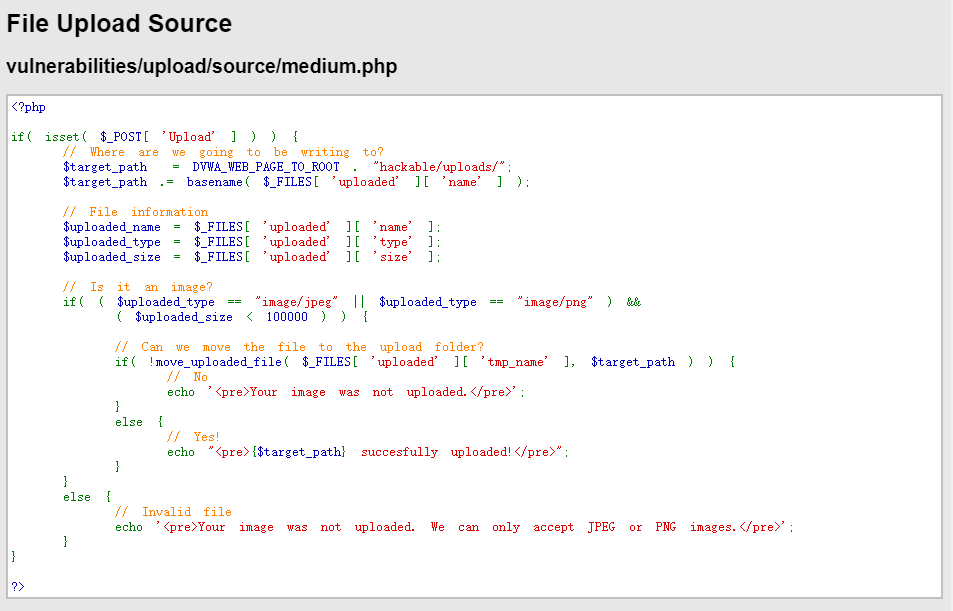 File Upload Source
vulnerabilities/upload/source/medium.php
<?php
if( isset( $_POST[ 'Upload' ] ) ) {
// Where are we going to be writing to?
$target_path = DVWA_WEB_PAGE_TO_ROOT . "hackable/uploads/";
$target_path .= basename( $_FILES[ 'uploaded' ][ 'name' ] );
// File information
$uploaded_name = $_FILES[ 'uploaded' ][ 'name' ];
$uploaded_type = $_FILES[ 'uploaded' ][ 'type' ];
$uploaded_size = $_FILES[ 'uploaded' ][ 'size' ];
// Is it an image?
if( ( $uploaded_type == "image/jpeg" || $uploaded_type == "image/png" ) &&
( $uploaded_size < 100000 ) ) {
// Can we move the file to the upload folder?
if( !move_uploaded_file( $_FILES[ 'uploaded' ][ 'tmp_name' ], $target_path ) ) {
// No
echo '<pre>Your image was not uploaded.</pre>';
}
else {
// Yes!
echo "<pre>{$target_path} succesfully uploaded!</pre>";
}
}
else {
// Invalid file
echo '<pre>Your image was not uploaded. We can only accept JPEG or PNG images.</pre>';
}
}
?>